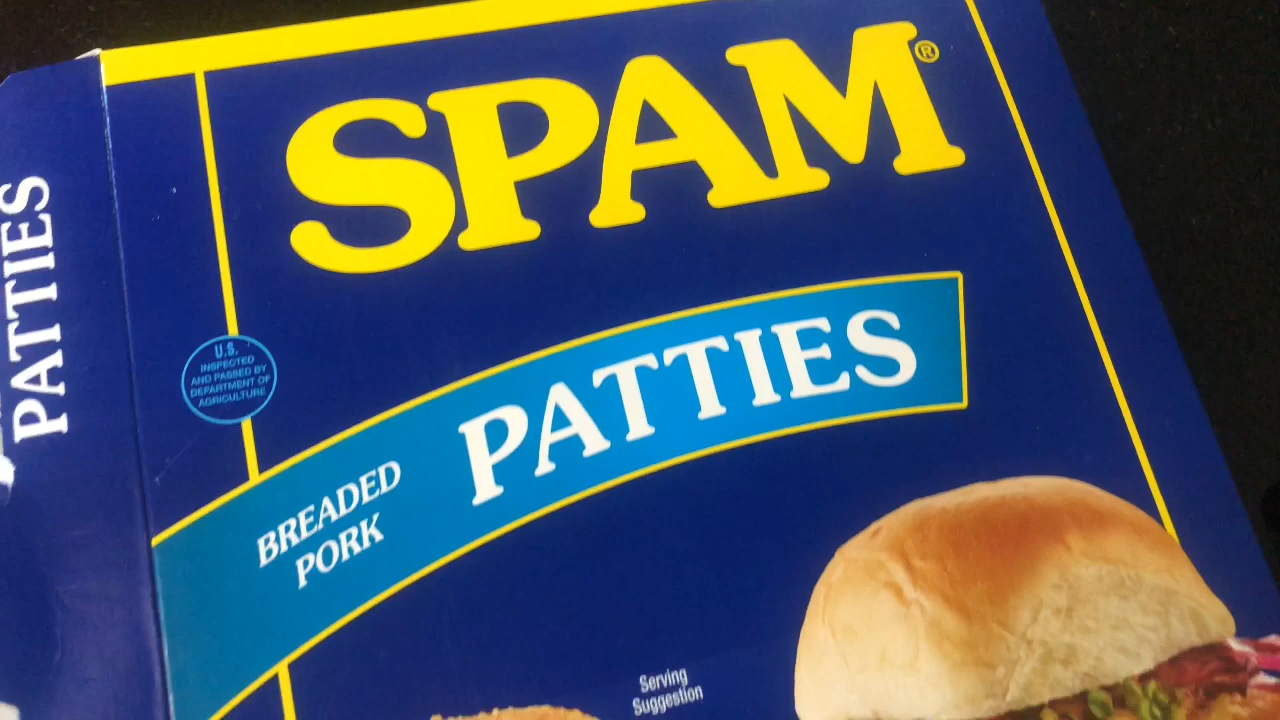 SPAM®
PATTIES
PATTIES
U.S.
INSPECTED
AND PASSED BY
DEPARTMENT OF
AGRICULTURE
BREADED
PORK
Serving
Suggestion